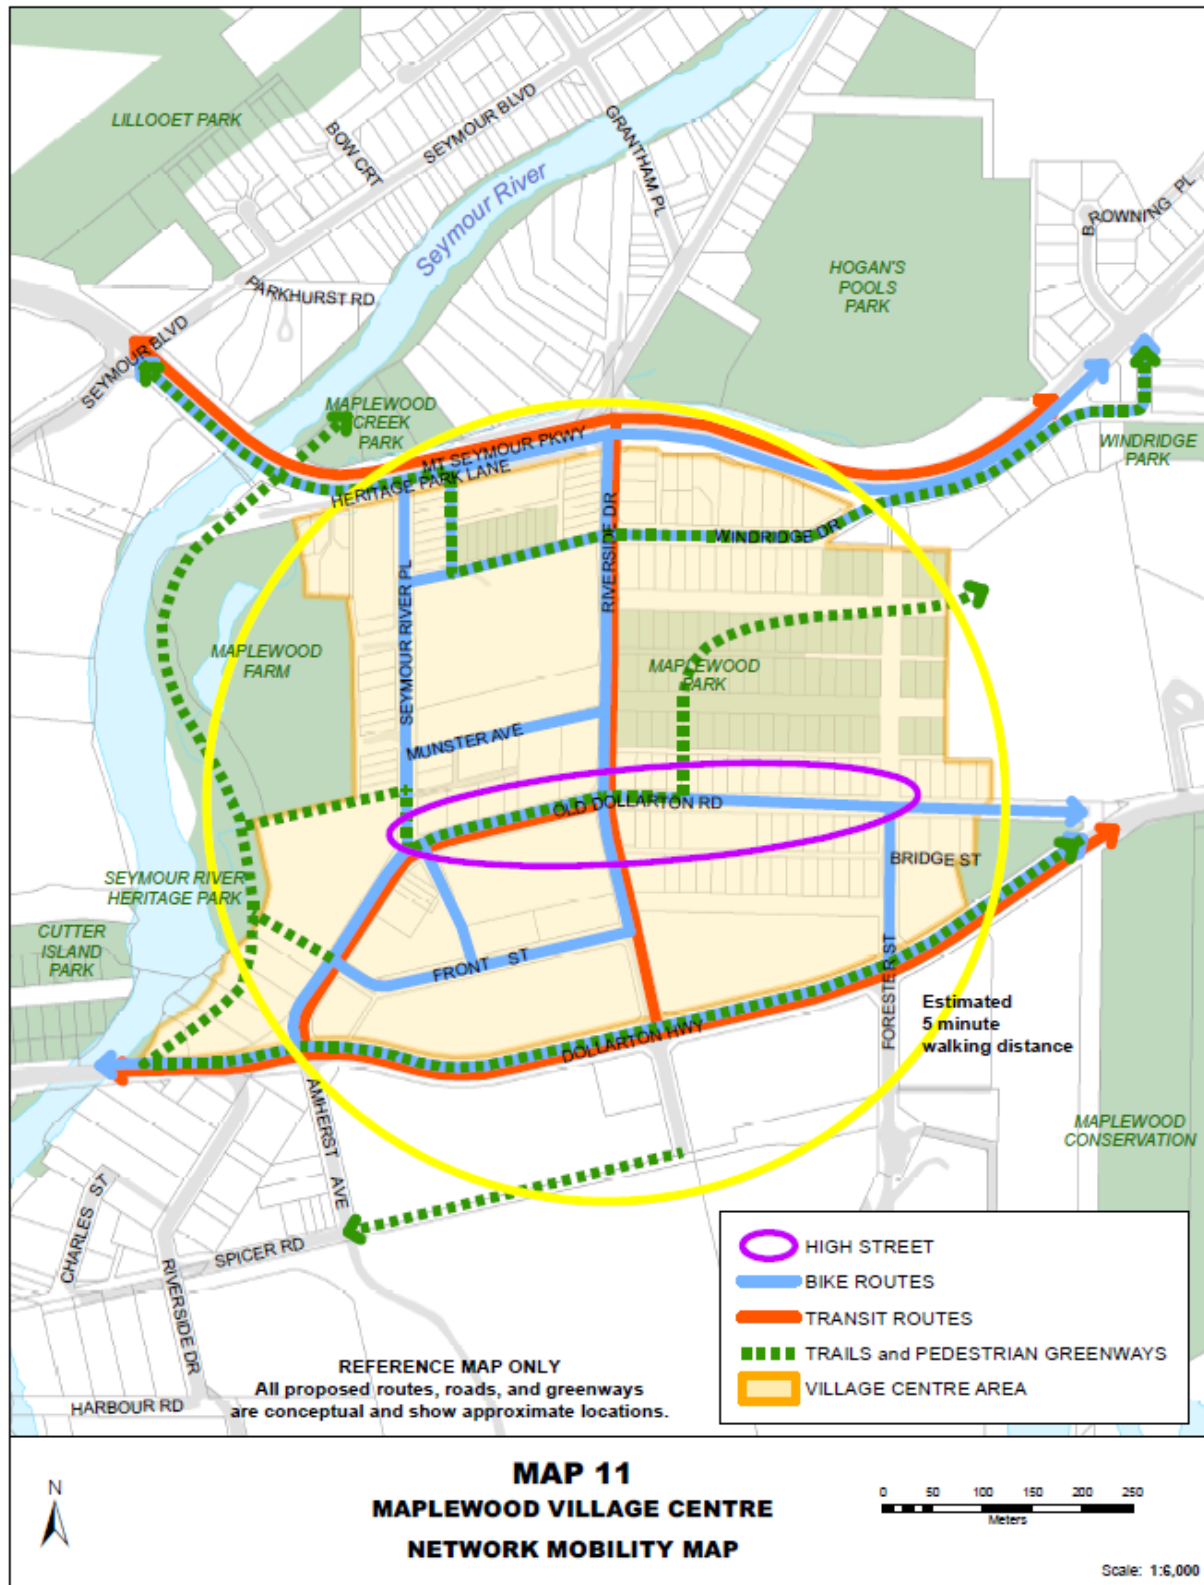 LILLOOET PARK
BOW CRT
SEYMOUR BLVD
GRANTHAM PL
Seymour River
BROWNING PL
HOGAN'S
POOLS
PARK
PARKHURST RD
SEYMOUR BLVD
MAPLEWOOD
CREEK
PARK
MT SEYMOUR PKWY
HERITAGE PARK LANE
WINDRIDGE
PARK
RIVERSIDE DR
WINDRIDGE DR
SEYMOUR RIVER PL
MAPLEWOOD
FARM
MAPLEWOOD
PARK
MUNSTER AVE
OLD DOLLARTON RD
BRIDGE ST
SEYMOUR RIVER
HERITAGE PARK
CUTTER
ISLAND
PARK
FRONT ST
FORESTER ST
Estimated
5 minute
walking distance
DOLLARTON HWY
AMHERST AVE
MAPLEWOOD
CONSERVATION
CHARLES ST
SPICER RD
RIVERSIDE DR
HARBOUR RD
HIGH STREET
BIKE ROUTES
TRANSIT ROUTES
TRAILS and PEDESTRIAN GREENWAYS
VILLAGE CENTRE AREA
REFERENCE MAP ONLY
All proposed routes, roads, and greenways
are conceptual and show approximate locations.
N
MAP 11
MAPLEWOOD VILLAGE CENTRE
NETWORK MOBILITY MAP
0 50 100 150 200 250
Meters
Scale: 1:6,000